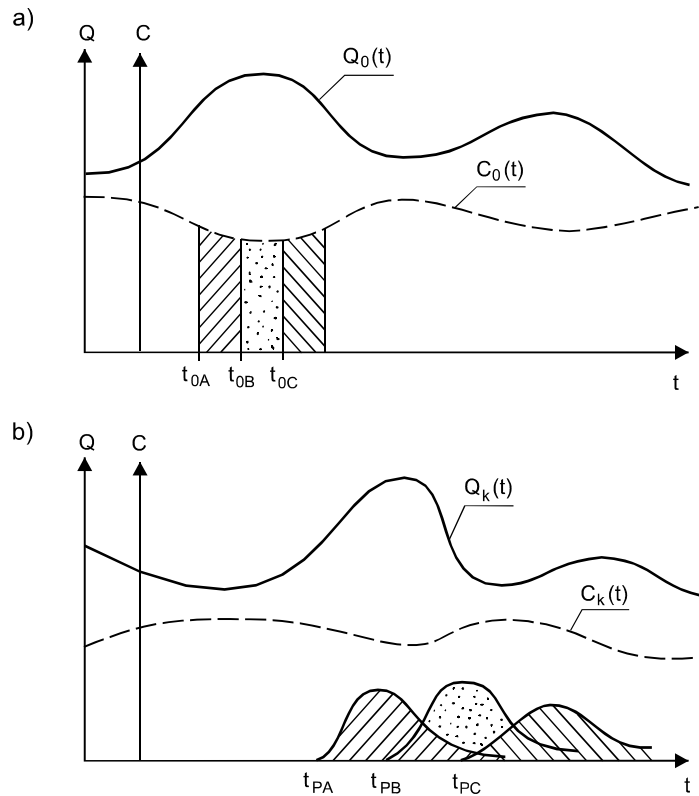 a)
Q C
Q₀(t)
C₀(t)
t₀A t₀B t₀C
t
b)
Q C
Qₖ(t)
Cₖ(t)
tPA tPB tPC
t